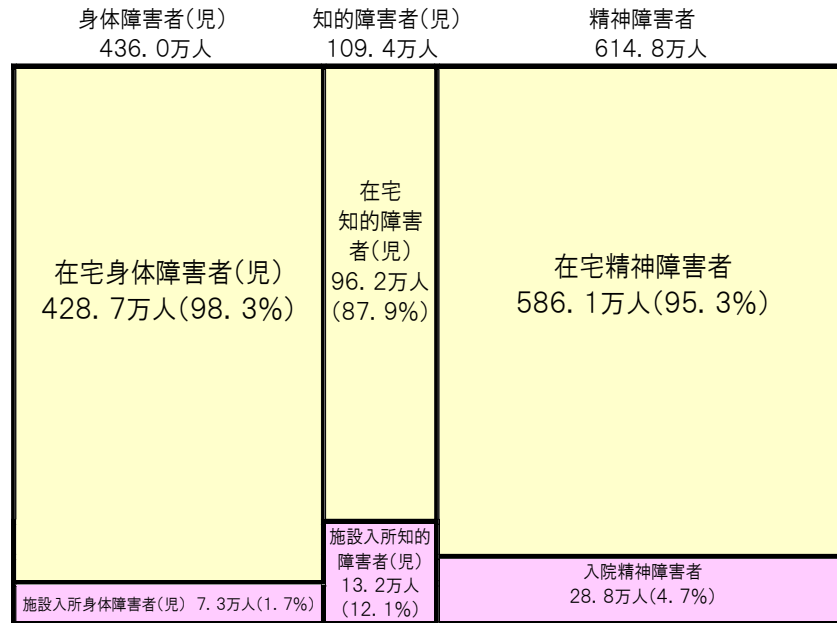 身体障害者(児)
436.0万人
知的障害者(児)
109.4万人
精神障害者
614.8万人
在宅身体障害者(児)
428.7万人(98.3%)
在宅
知的障害
者(児)
96.2万人
(87.9%)
在宅精神障害者
586.1万人(95.3%)
施設入所身体障害者(児) 7.3万人(1.7%)
施設入所知的
障害者(児)
13.2万人
(12.1%)
入院精神障害者
28.8万人(4.7%)